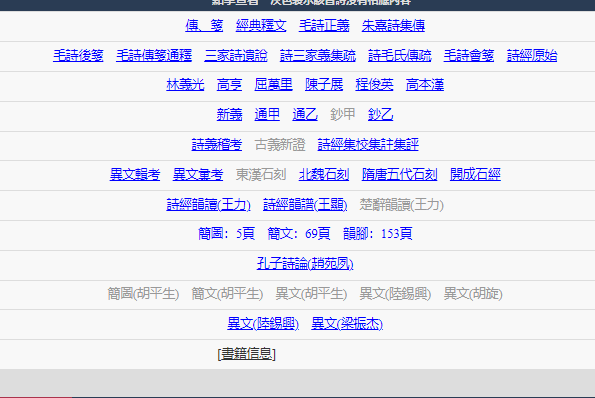 傳、箋 經典釋文 毛詩正義 朱熹詩集傳
毛詩後箋 毛詩傳箋通釋 三家詩遺說 詩三家義集疏 詩毛氏傳疏 毛詩會箋 詩經原始
林義光 高亨 屈萬里 陳子展 程俊英 高本漢
新義 通甲 通乙 鈔甲 鈔乙
詩義稽考 古義新證 詩經集校集註集評
異文輯考 異文彙考 東漢石刻 北魏石刻 隋唐五代石刻 開成石經
詩經韻讀(王力) 詩經韻譜(王顯) 楚辭韻讀(王力)
簡圖：5頁 簡文：69頁 韻腳：153頁
孔子詩論(趙苑夙)
簡圖(胡平生) 簡文(胡平生) 異文(胡平生) 異文(陸錫興) 異文(胡旋)
異文(陸錫興) 異文(梁振杰)
[書籍信息]